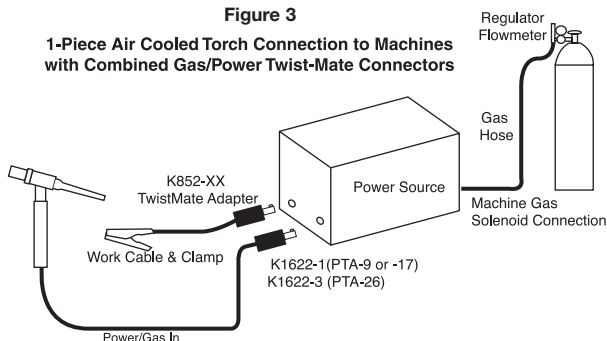 Figure 3
1-Piece Air Cooled Torch Connection to Machines
with Combined Gas/Power Twist-Mate Connectors
Regulator
Flowmeter
Gas
Hose
K852-XX
TwistMate Adapter
Power Source
Machine Gas
Solenoid Connection
Work Cable & Clamp
K1622-1(PTA-9 or -17)
K1622-3 (PTA-26)
Power/Gas In